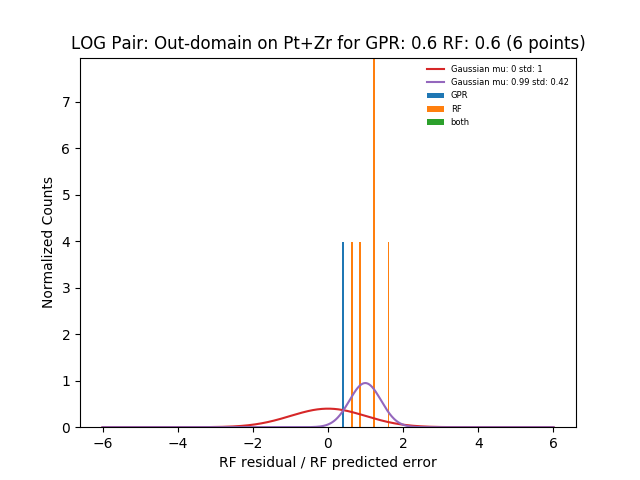 LOG Pair: Out-domain on Pt+Zr for GPR: 0.6 RF: 0.6 (6 points)
Gaussian mu: 0 std: 1
Gaussian mu: 0.99 std: 0.42
GPR
RF
both
Normalized Counts
7
6
5
4
3
2
1
0
−6
−4
−2
0
2
4
6
RF residual / RF predicted error